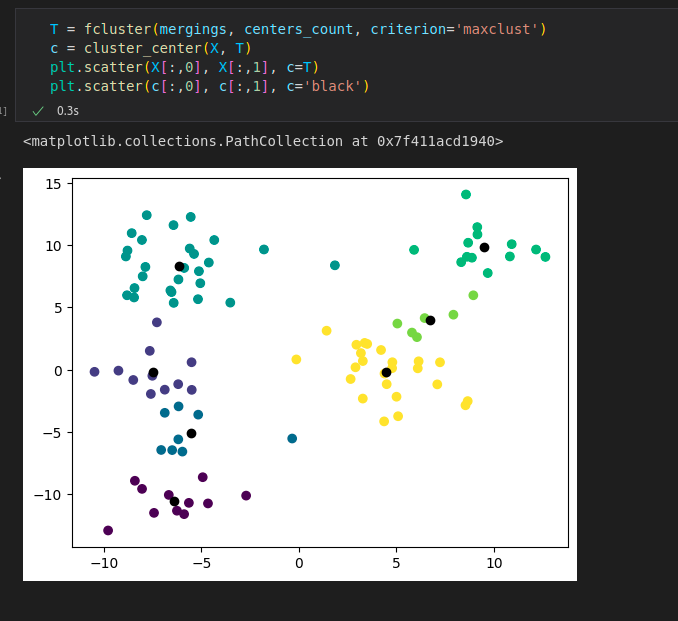 T = fcluster(mergings, centers_count, criterion='maxclust')
c = cluster_center(X, T)
plt.scatter(X[:,0], X[:,1], c=T)
plt.scatter(c[:,0], c[:,1], c='black')
]
✓ 0.3s
<matplotlib.collections.PathCollection at 0x7f411acd1940>
15
10
5
0
−5
−10
−10 −5 0 5 10